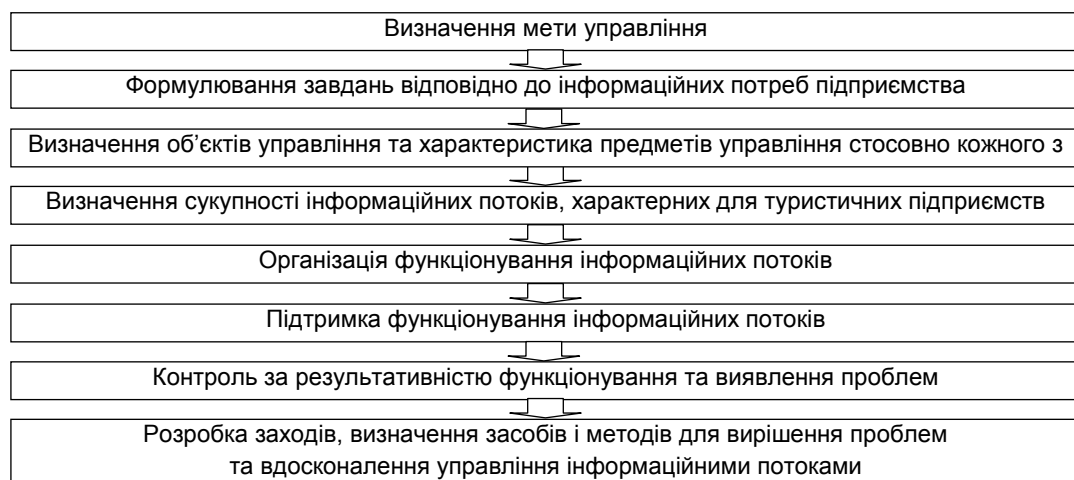 Визначення мети управління
Формулювання завдань відповідно до інформаційних потреб підприємства
Визначення об’єктів управління та характеристика предметів управління стосовно кожного з
Визначення сукупності інформаційних потоків, характерних для туристичних підприємств
Організація функціонування інформаційних потоків
Підтримка функціонування інформаційних потоків
Контроль за результативністю функціонування та виявлення проблем
Розробка заходів, визначення засобів і методів для вирішення проблем
та вдосконалення управління інформаційними потоками